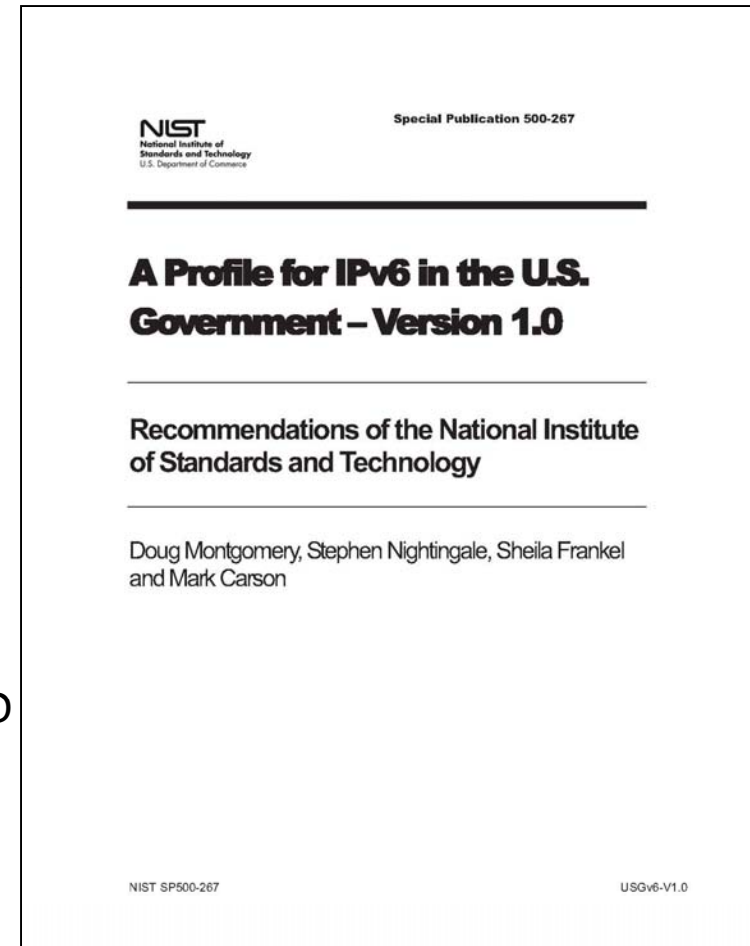 NIST
National Institute of
Standards and Technology
U.S. Department of Commerce
Special Publication 500-267
A Profile for IPv6 in the U.S.
Government – Version 1.0
Recommendations of the National Institute
of Standards and Technology
Doug Montgomery, Stephen Nightingale, Sheila Frankel
and Mark Carson
NIST SP500-267
USGv6-V1.0